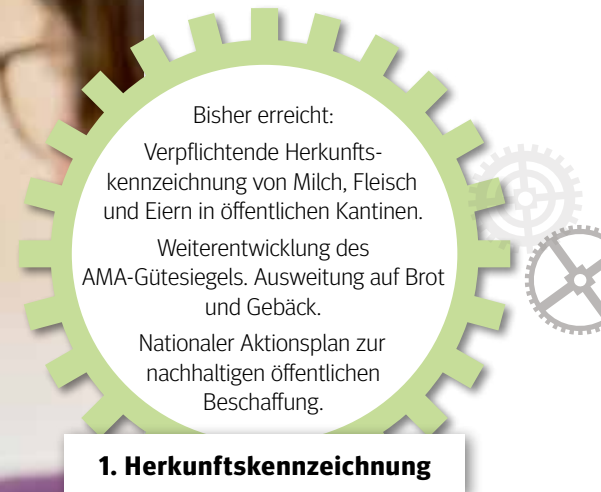 Bisher erreicht:
Verpflichtende Herkunfts-
kennzeichnung von Milch, Fleisch
und Eiern in öffentlichen Kantinen.
Weiterentwicklung des
AMA-Gütesiegels. Ausweitung auf Brot
und Gebäck.
Nationaler Aktionsplan zur
nachhaltigen öffentlichen
Beschaffung.
1. Herkunftskennzeichnung